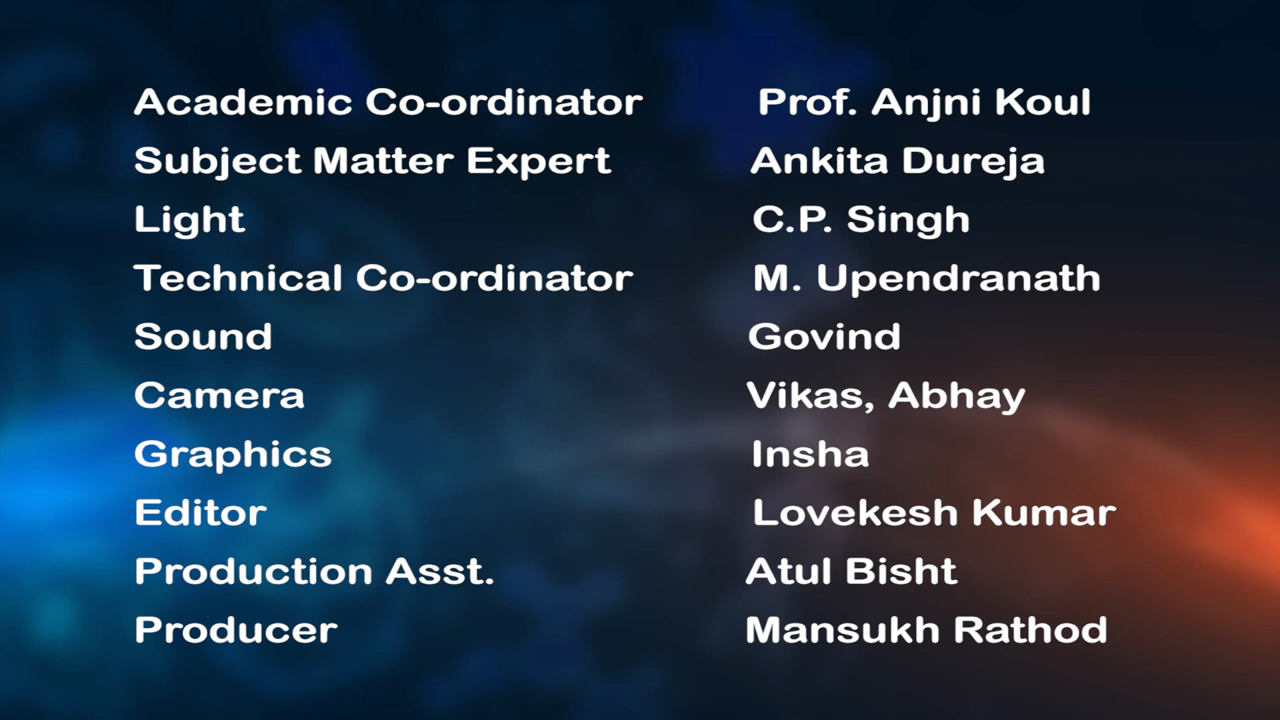 Academic Co-ordinator Prof. Anjni Koul
Subject Matter Expert Ankita Dureja
Light C.P. Singh
Technical Co-ordinator M. Upendranath
Sound Govind
Camera Vikas, Abhay
Graphics Insha
Editor Lovekesh Kumar
Production Asst. Atul Bisht
Producer Mansukh Rathod